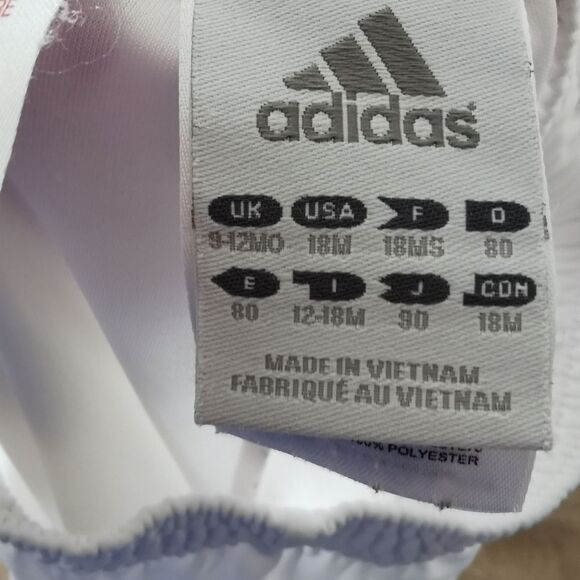 adidas
UK USA F D
9-12MO 18M 18MS 80
E I J CDN
80 12-18M 90 18M
MADE IN VIETNAM
FABRIQUÉ AU VIETNAM
100% POLYESTER